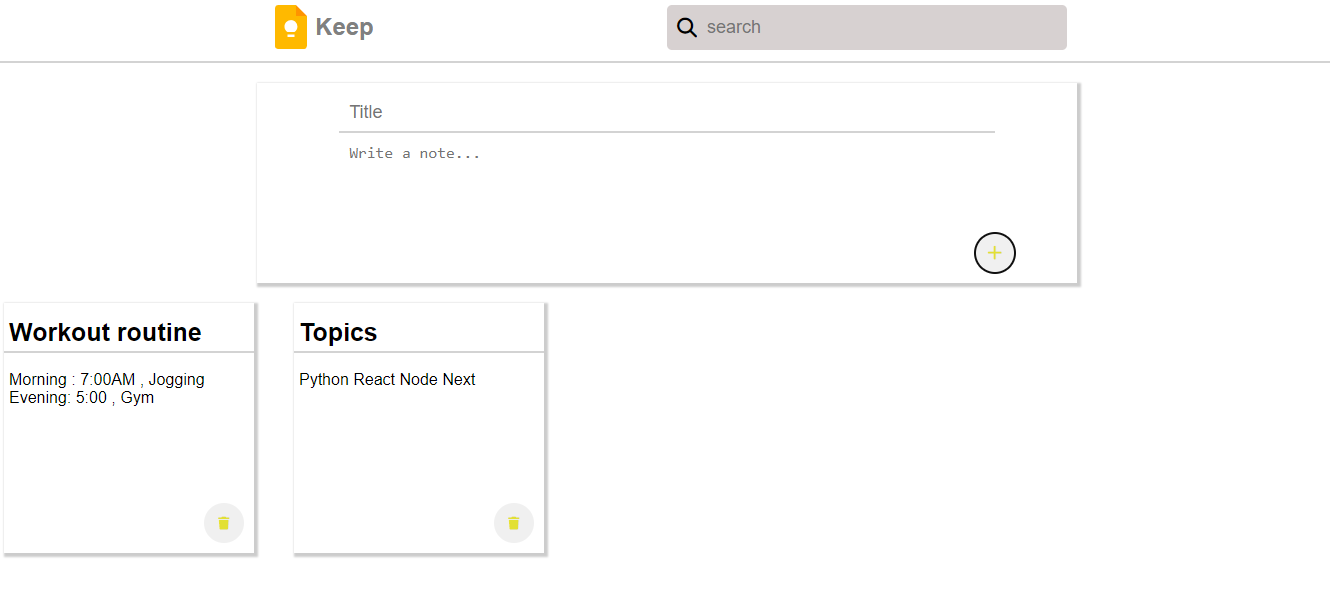 Keep
search
Title
Write a note...
Workout routine
Morning : 7:00AM , Jogging
Evening: 5:00 , Gym
Topics
Python React Node Next